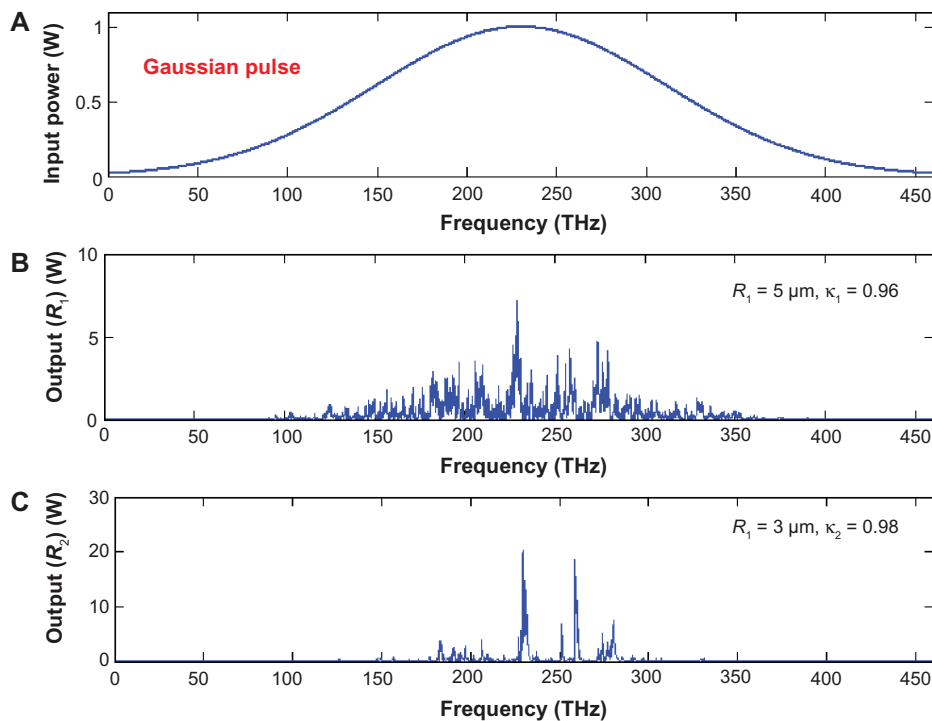 A
Input power (W)
1
0.5
0
Gaussian pulse
0 50 100 150 200 250 300 350 400 450
Frequency (THz)
B
Output (R₁) (W)
10
5
0
R₁ = 5 µm, κ₁ = 0.96
0 50 100 150 200 250 300 350 400 450
Frequency (THz)
C
Output (R₂) (W)
30
20
10
0
R₁ = 3 µm, κ₂ = 0.98
0 50 100 150 200 250 300 350 400 450
Frequency (THz)